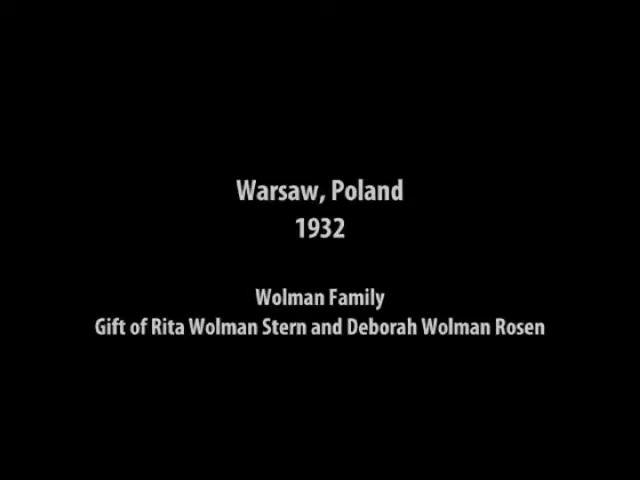 Warsaw, Poland
1932
Wolman Family
Gift of Rita Wolman Stern and Deborah Wolman Rosen